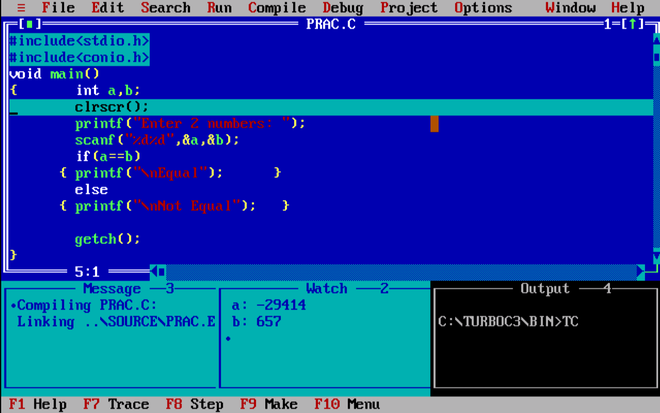 ≡ File Edit Search Run Compile Debug Project Options Window Help
[■] PRAC.C 1=[↑]
#include<stdio.h>
#include<conio.h>
void main()
{ int a,b;
clrscr();
printf("Enter 2 numbers: ");
scanf("%d%d",&a,&b);
if(a==b)
{ printf("\nEqual"); }
else
{ printf("\nNot Equal"); }
getch();
}
5:1
Message 3
•Compiling PRAC.C:
Linking ..\SOURCE\PRAC.E
Watch 2
a: -29414
b: 657
Output 4
C:\TURBOC3\BIN>TC
F1 Help F7 Trace F8 Step F9 Make F10 Menu